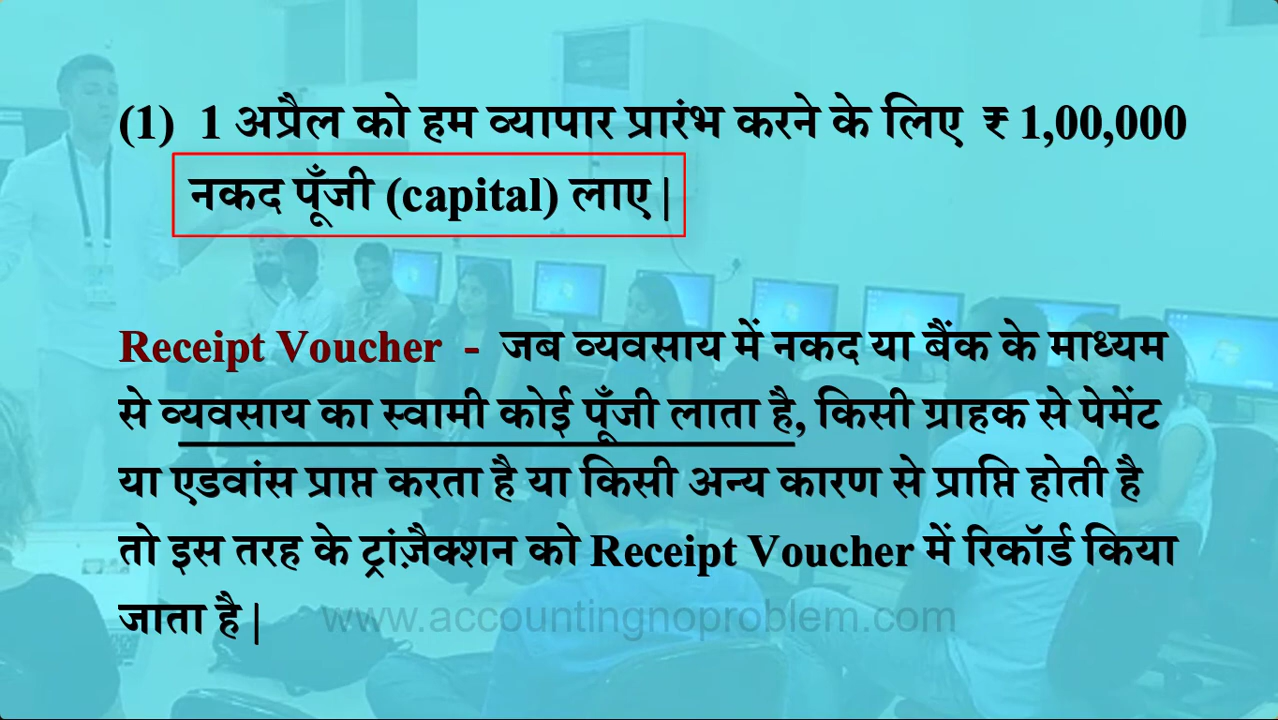 (1) 1 अप्रैल को हम व्यापार प्रारंभ करने के लिए ₹ 1,00,000
नकद पूँजी (capital) लाए |
Receipt Voucher - जब व्यवसाय में नकद या बैंक के माध्यम
से व्यवसाय का स्वामी कोई पूँजी लाता है, किसी ग्राहक से पेमेंट
या एडवांस प्राप्त करता है या किसी अन्य कारण से प्राप्ति होती है
तो इस तरह के ट्रांज़ैक्शन को Receipt Voucher में रिकॉर्ड किया
जाता है |
www.accountingnoproblem.com